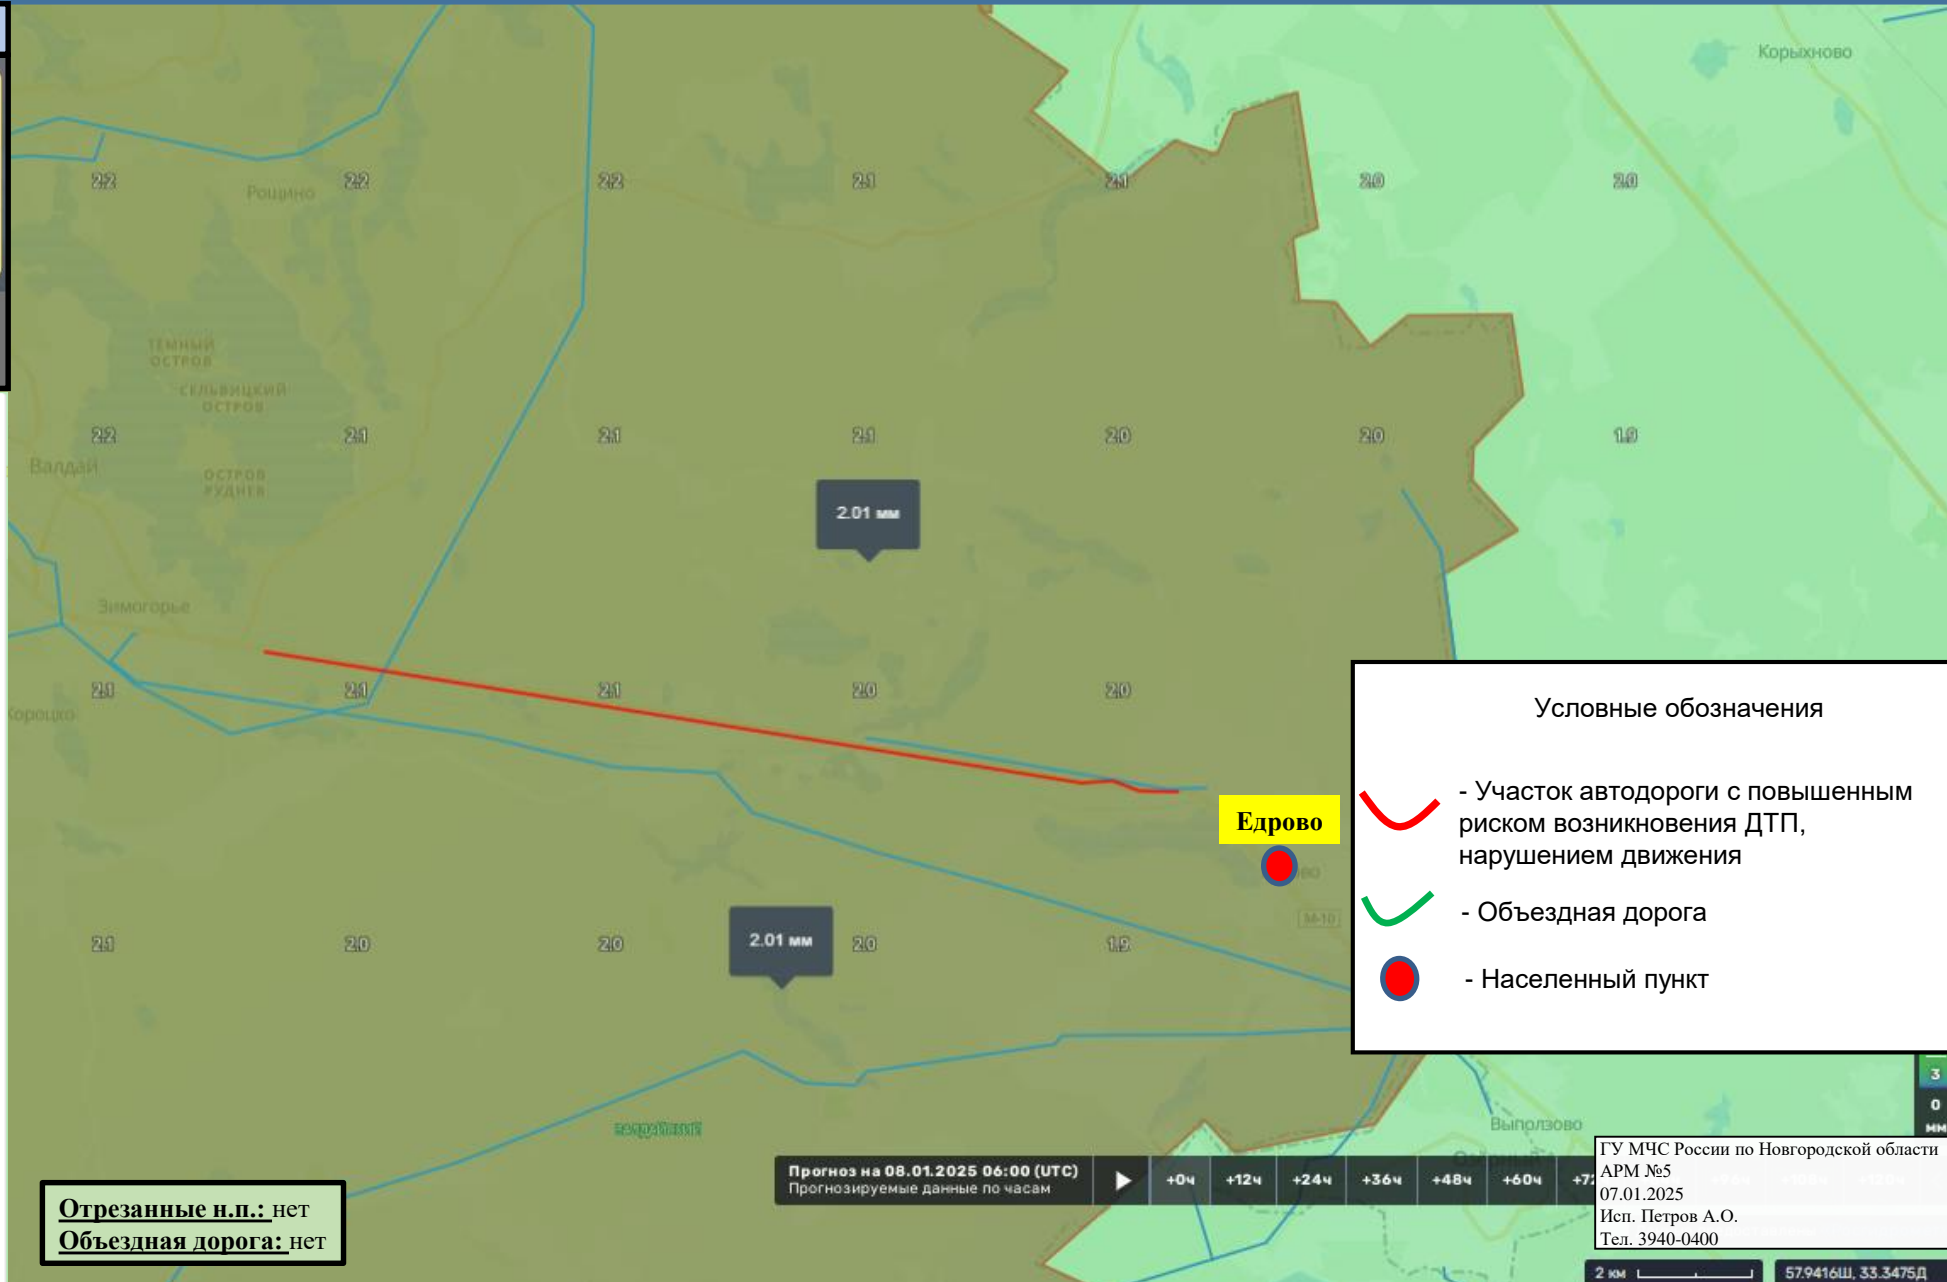 Корыхново
2.2
2.2
2.2
2.1
2.1
2.0
2.0
Рощино
ТЕМНЫЙ
ОСТРОВ
СЕЛЬВИЦКИЙ
ОСТРОВ
2.2
2.1
2.1
2.1
2.0
2.0
1.9
Валдай
ОСТРОВ
РУДНЕВ
2.01 мм
Зимогорье
2.1
2.1
2.1
2.0
2.0
Короцко
Условные обозначения
- Участок автодороги с повышенным
риском возникновения ДТП,
нарушением движения
- Объездная дорога
- Населенный пункт
Едрово
М-10
2.1
2.0
2.0
2.01 мм
2.0
1.9
3
0
мм
Выползово
Прогноз на 08.01.2025 06:00 (UTC)
Прогнозируемые данные по часам
+0ч
+12ч
+24ч
+36ч
+48ч
+60ч
ГУ МЧС России по Новгородской области
АРМ №5
07.01.2025
Исп. Петров А.О.
Тел. 3940-0400
Отрезанные н.п.: нет
Объездная дорога: нет
2 км
57.9416Ш, 33.3475Д